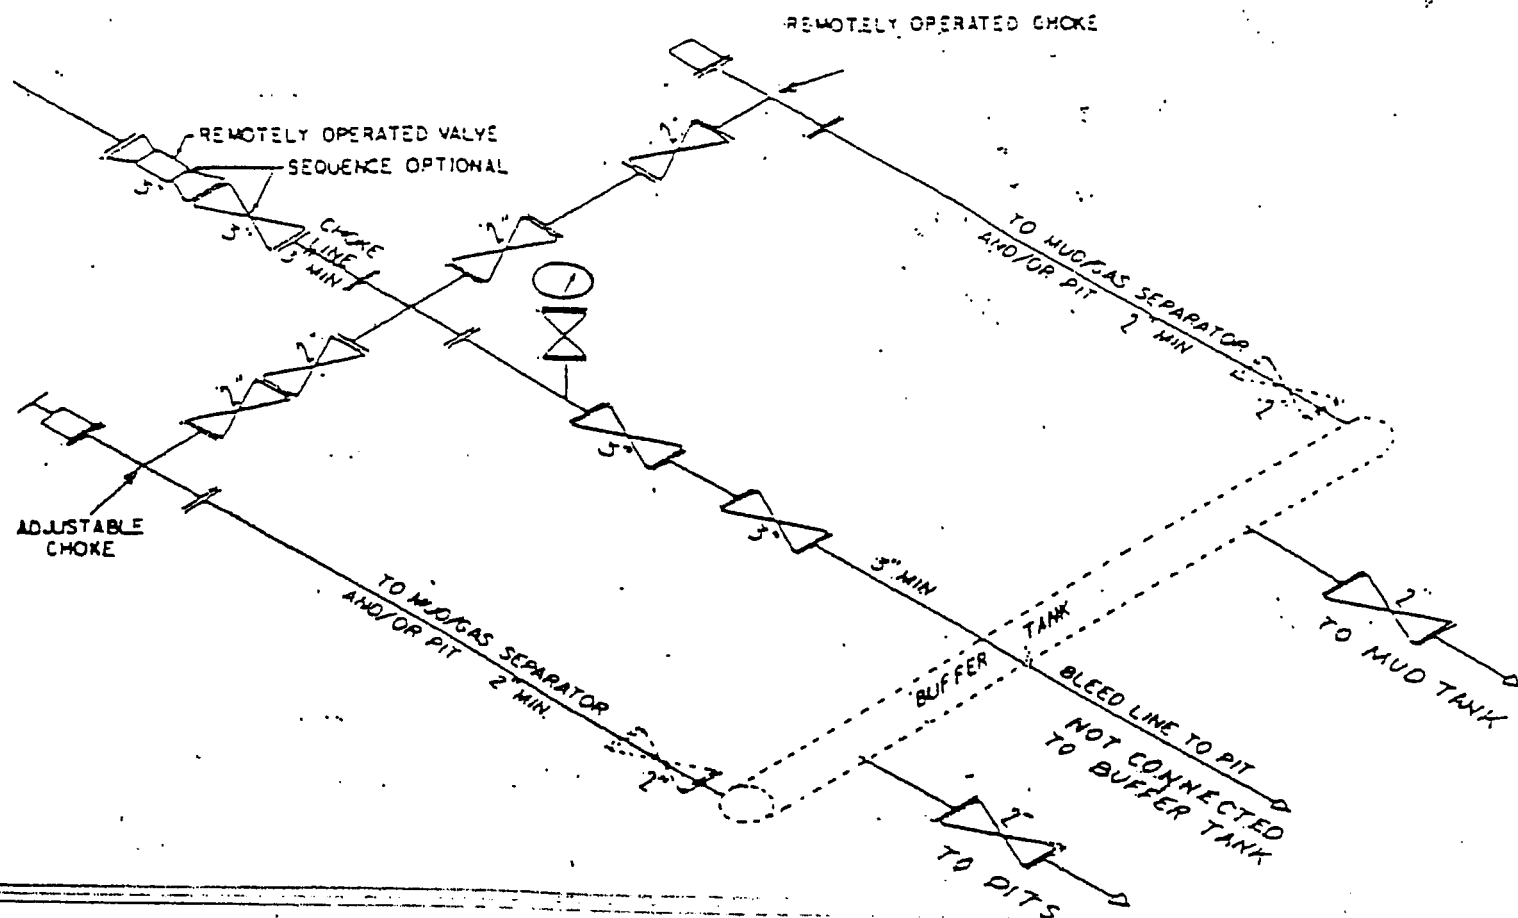 REMOTELY OPERATED CHOKE
REMOTELY OPERATED VALVE
SEQUENCE OPTIONAL
3"
3"
CHOKE
LINE
3 MIN
2"
2"
2"
2"
ADJUSTABLE
CHOKE
TO MUD/GAS SEPARATOR
AND/OR PIT
2" MIN
2"
3"
3"
3" MIN
BUFFER TANK
TO MUD/GAS SEPARATOR
AND/OR PIT
2" MIN.
2"
BLEED LINE TO PIT
NOT CONNECTED
TO BUFFER TANK
2"
TO MUD TANK
2"
TO PITS